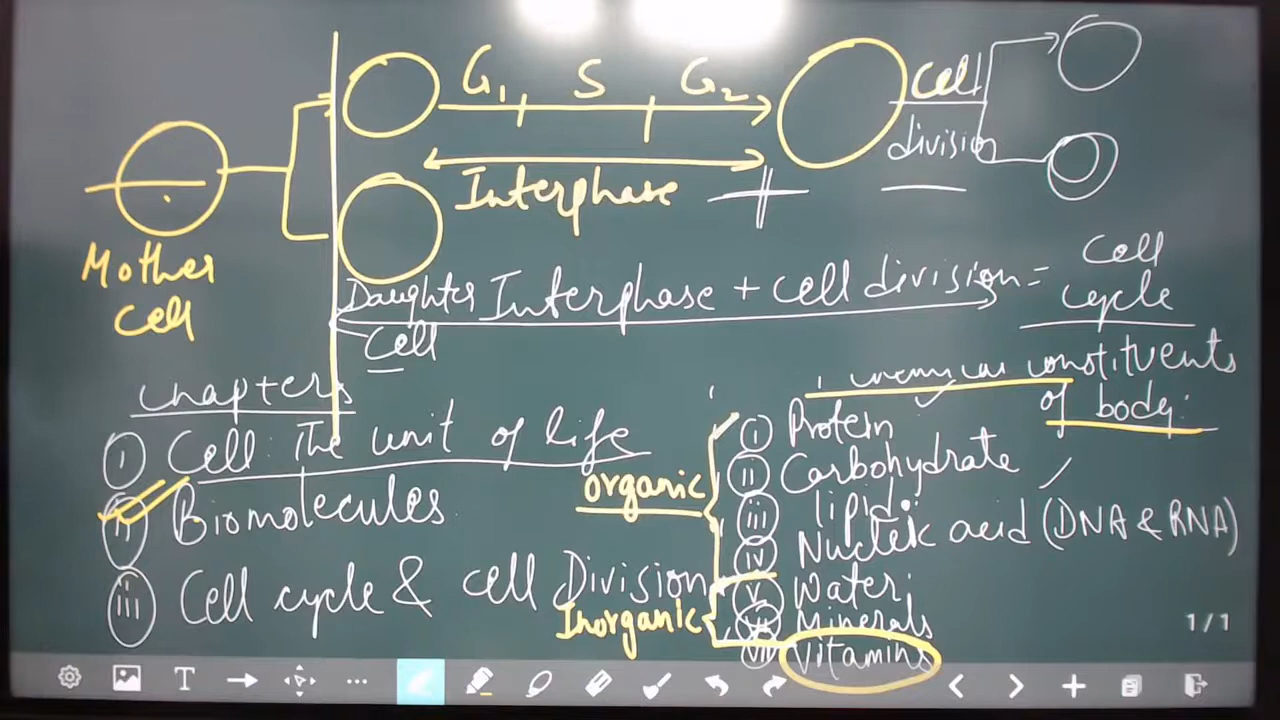 G1 S G2
Cell
division
Interphase
Mother
Cell
Daughter
Cell
Interphase + cell division = Cell
cycle
chapters
i Cell: The unit of life
ii Biomolecules
iii Cell cycle & cell Division
constituents
of body:
organic
i Protein
ii Carbohydrate
iii lipid
iv Nucleic acid (DNA & RNA)
Inorganic
v Water
vi Minerals
vii Vitamins
1/1
T